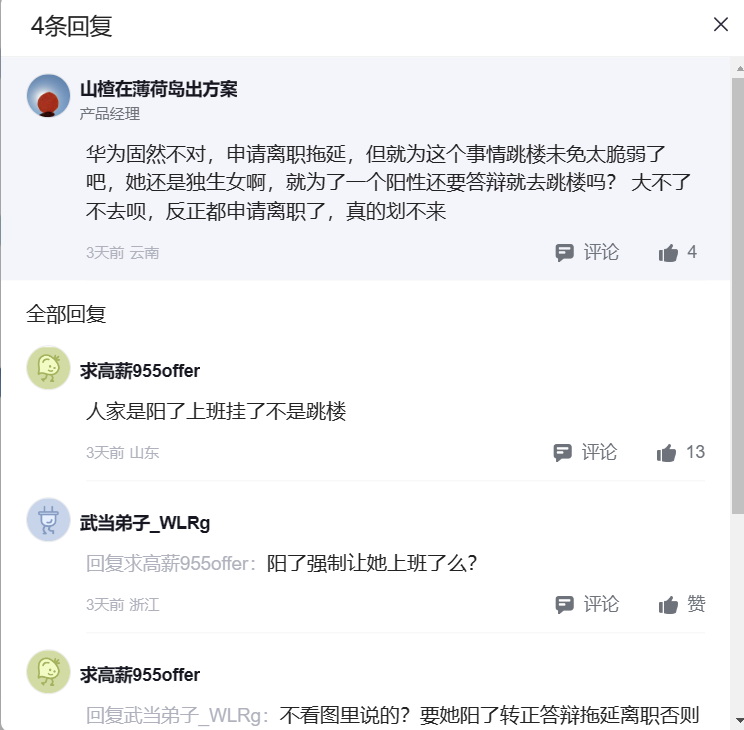 4条回复
山楂在薄荷岛出方案
产品经理
华为固然不对，申请离职拖延，但就为这个事情跳楼未免太脆弱了
吧，她还是独生女啊，就为了一个阳性还要答辩就去跳楼吗？ 大不了
不去呗，反正都申请离职了，真的划不来
3天前 云南 评论 4
全部回复
求高薪955offer
人家是阳了上班挂了不是跳楼
3天前 山东 评论 13
武当弟子_WLRg
回复求高薪955offer：阳了强制让她上班了么？
3天前 浙江 评论 赞
求高薪955offer
回复武当弟子_WLRg：不看图里说的？要她阳了转正答辩拖延离职否则